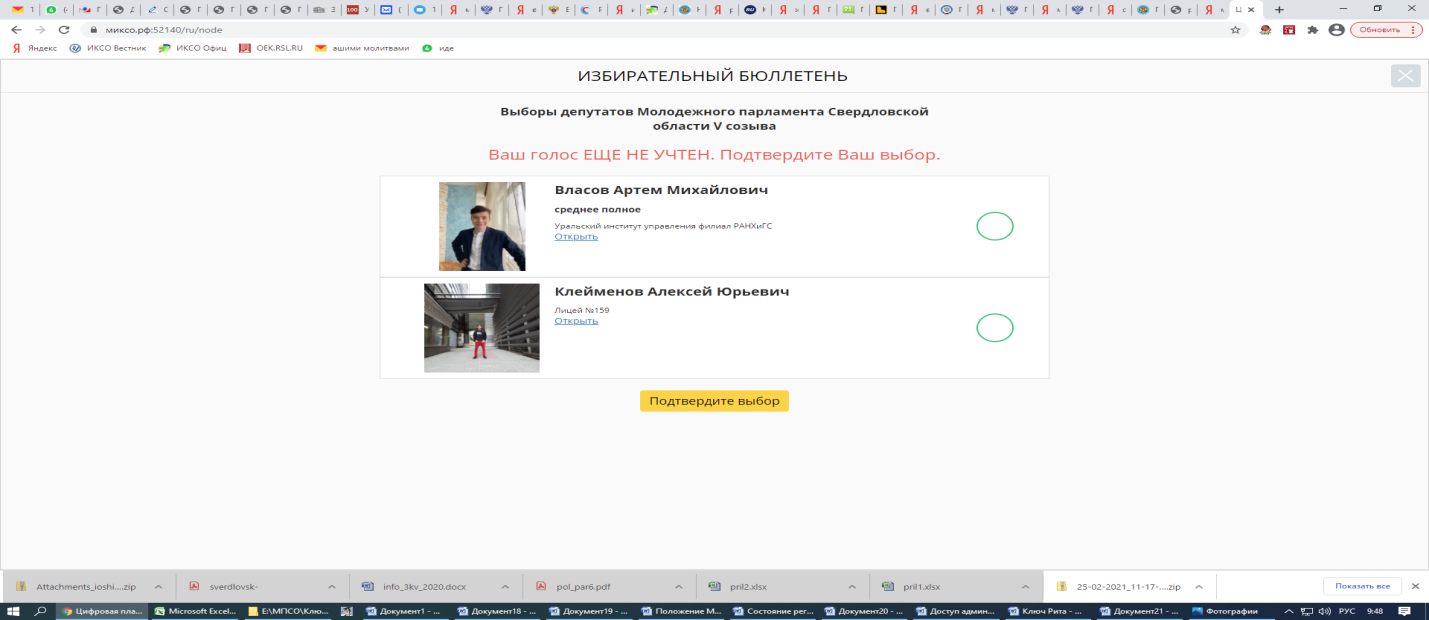 миксо.рф:52140/ru/node
Обновить
Яндекс ИКСО Вестник ИКСО Офиц OEK.RSL.RU ашими молитвами иде
ИЗБИРАТЕЛЬНЫЙ БЮЛЛЕТЕНЬ
Выборы депутатов Молодежного парламента Свердловской
области V созыва
Ваш голос ЕЩЕ НЕ УЧТЕН. Подтвердите Ваш выбор.
Власов Артем Михайлович
среднее полное
Уральский институт управления филиал РАНХиГС
Открыть
Клейменов Алексей Юрьевич
Лицей №159
Открыть
Подтвердите выбор
Attachments_ioshi....zip sverdlovsk- info_3kv_2020.docx pol_par6.pdf pril2.xlsx pril1.xlsx 25-02-2021_11-17-....zip Показать все
Цифровая пла... Microsoft Excel... E:\МПСО\Клю... Документ1 - ... Документ18 - ... Документ19 - ... Положение М... Состояние рег... Документ20 - ... Доступ админ... Ключ Рита - ... Документ21 - ... Фотографии РУС 9:48